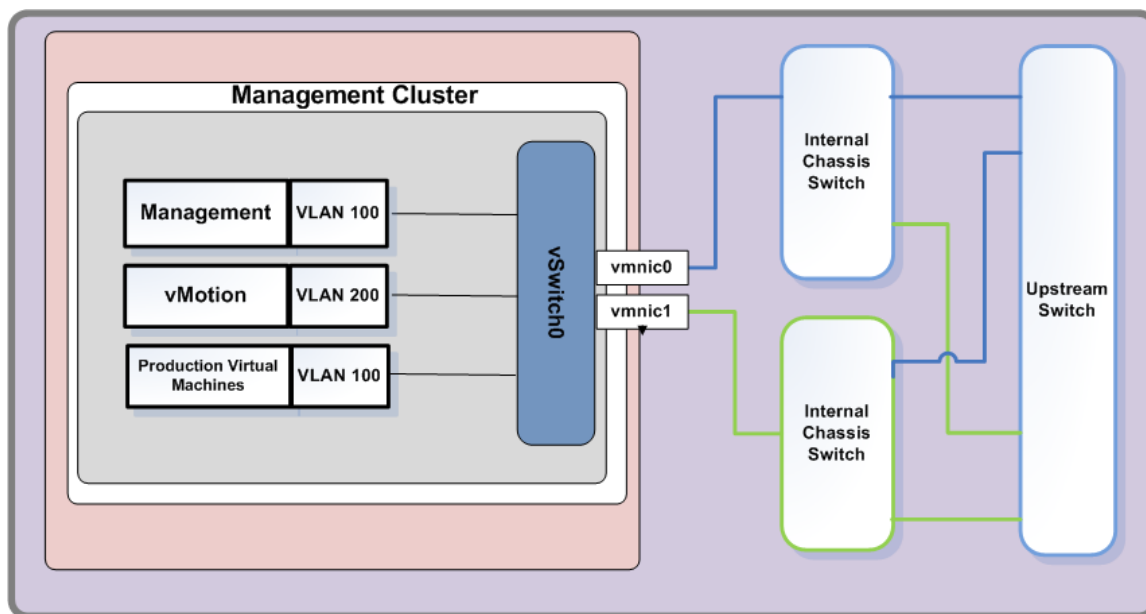 Management Cluster
Management
VLAN 100
vMotion
VLAN 200
Production Virtual
Machines
VLAN 100
vSwitch0
vmnic0
vmnic1
Internal
Chassis
Switch
Internal
Chassis
Switch
Upstream
Switch